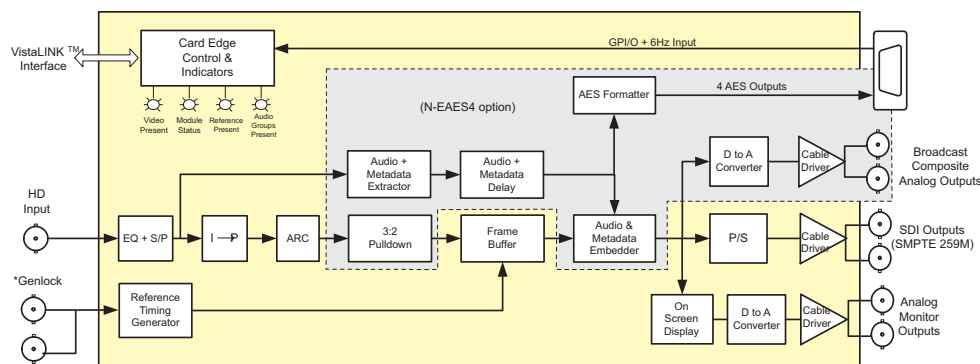 VistaLINK ™
Interface
Card Edge
Control &
Indicators
Video
Present
Module
Status
Reference
Present
Audio
Groups
Present
GPI/O + 6Hz Input
(N-EAES4 option)
AES Formatter
4 AES Outputs
Audio +
Metadata
Extractor
Audio +
Metadata
Delay
D to A
Converter
Cable
Driver
Broadcast
Composite
Analog Outputs
HD
Input
EQ + S/P
I → P
ARC
3:2
Pulldown
Frame
Buffer
Audio &
Metadata
Embedder
P/S
Cable
Driver
SDI Outputs
(SMPTE 259M)
*Genlock
Reference
Timing
Generator
On
Screen
Display
D to A
Converter
Cable
Driver
Analog
Monitor
Outputs